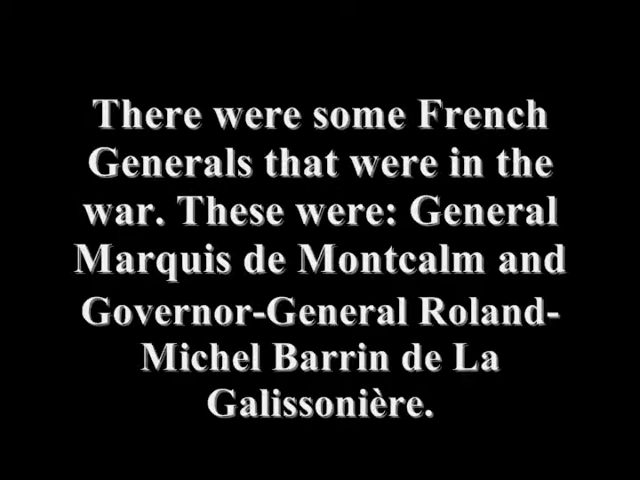 There were some French
Generals that were in the
war. These were: General
Marquis de Montcalm and
Governor-General Roland-
Michel Barrin de La
Galissonière.